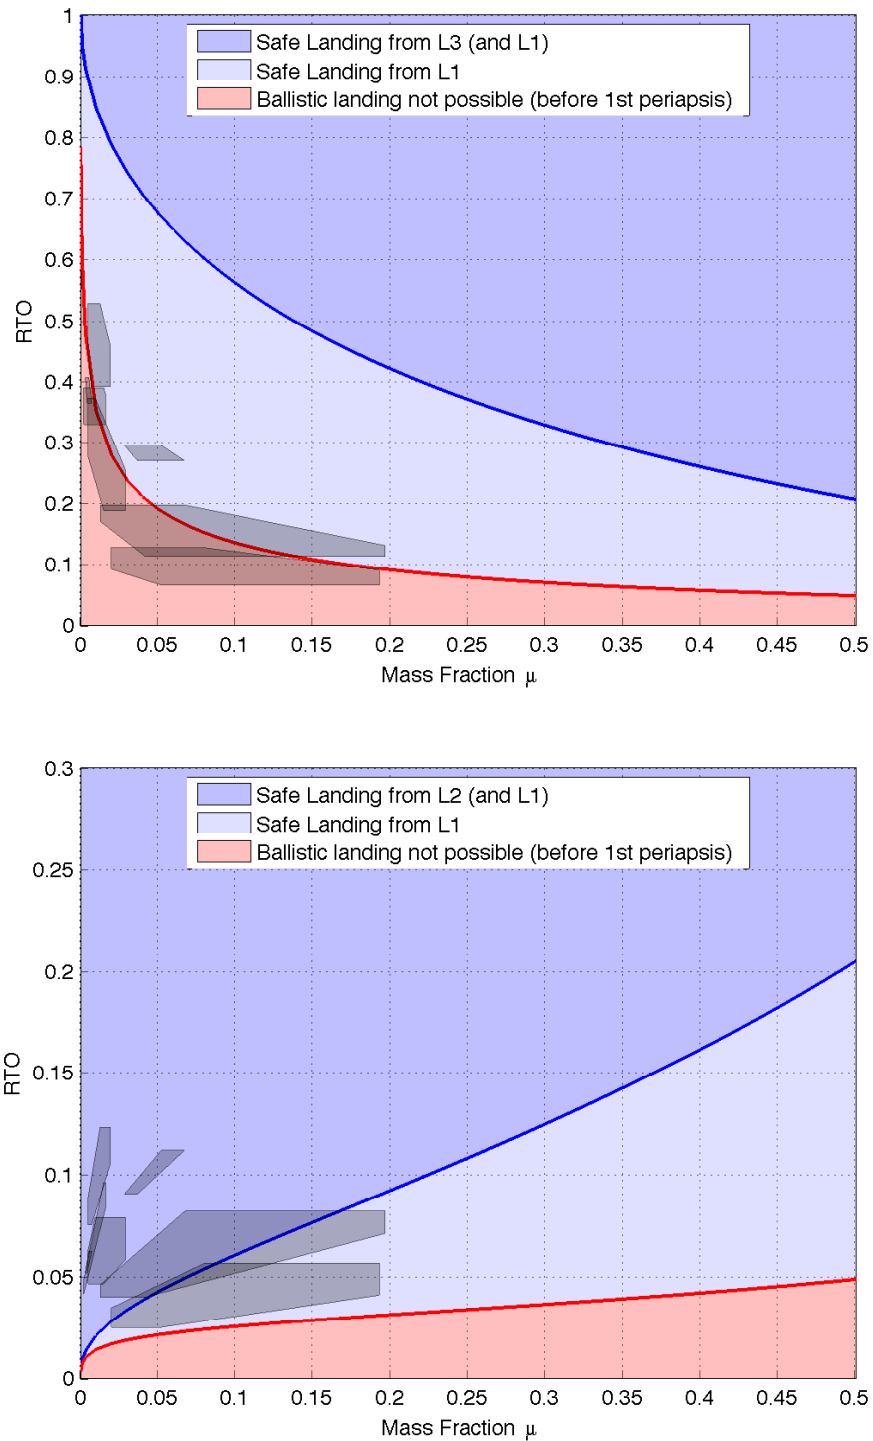 Safe Landing from L3 (and L1)
Safe Landing from L1
Ballistic landing not possible (before 1st periapsis)
1
0.9
0.8
0.7
0.6
0.5
0.4
0.3
0.2
0.1
0
RTO
0 0.05 0.1 0.15 0.2 0.25 0.3 0.35 0.4 0.45 0.5
Mass Fraction μ
Safe Landing from L2 (and L1)
Safe Landing from L1
Ballistic landing not possible (before 1st periapsis)
0.3
0.25
0.2
0.15
0.1
0.05
0
RTO
0 0.05 0.1 0.15 0.2 0.25 0.3 0.35 0.4 0.45 0.5
Mass Fraction μ